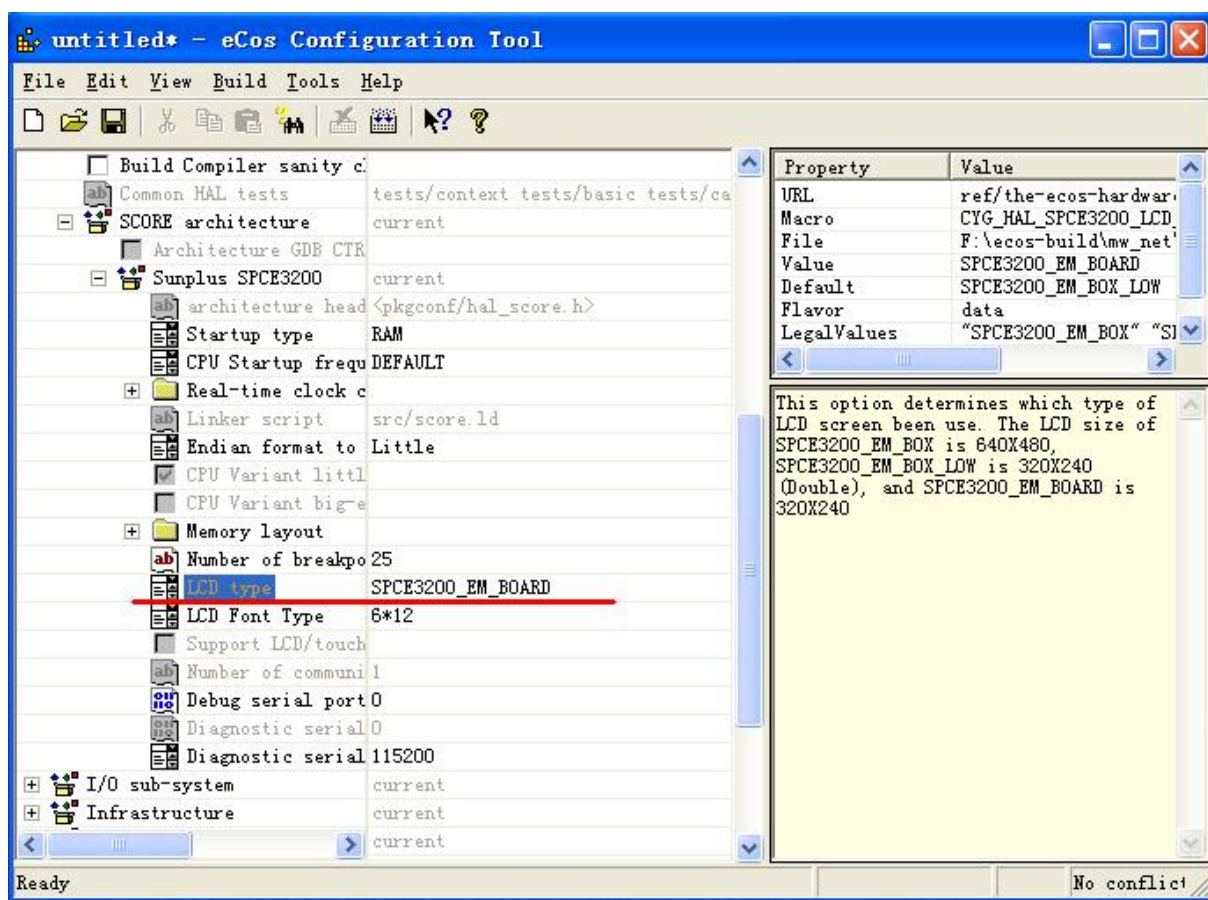 untitled* - eCos Configuration Tool
File Edit View Build Tools Help
Build Compiler sanity c
Common HAL tests tests/context tests/basic tests/ca
SCORE architecture current
Architecture GDB CTR
Sunplus SPCE3200 current
architecture head <pkgconf/hal_score.h>
Startup type RAM
CPU Startup frequ DEFAULT
Real-time clock c
Linker script src/score.ld
Endian format to Little
CPU Variant littl
CPU Variant big-e
Memory layout
Number of breakpo 25
LCD type SPCE3200_EM_BOARD
LCD Font Type 6*12
Support LCD/touch
Number of communi 1
Debug serial port 0
Diagnostic serial 0
Diagnostic serial 115200
I/O sub-system current
Infrastructure current
current
Property Value
URL ref/the-ecos-hardwar
Macro CYG_HAL_SPCE3200_LCD_
File F:\ecos-build\mw_net
Value SPCE3200_EM_BOARD
Default SPCE3200_EM_BOX_LOW
Flavor data
LegalValues "SPCE3200_EM_BOX" "SI
This option determines which type of
LCD screen been use. The LCD size of
SPCE3200_EM_BOX is 640X480,
SPCE3200_EM_BOX_LOW is 320X240
(Double), and SPCE3200_EM_BOARD is
320X240
Ready No conflict